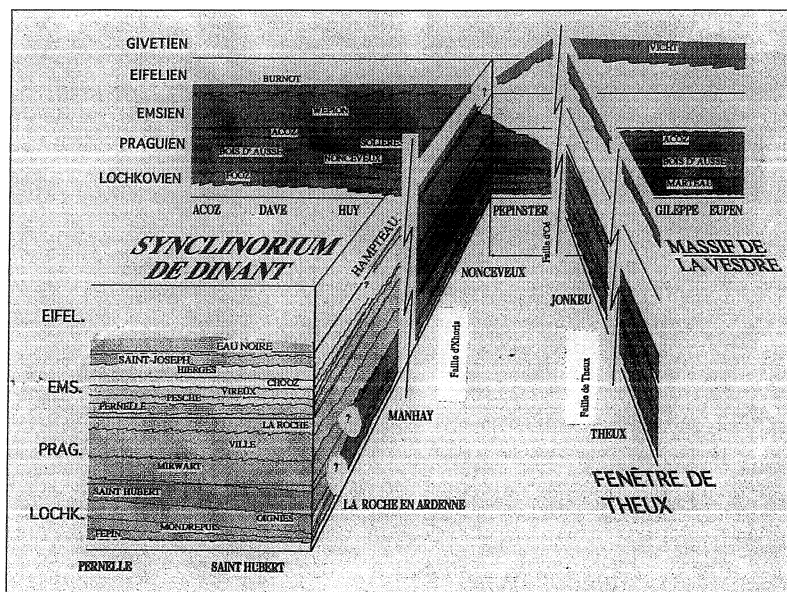 GIVETIEN
VICHT
EIFELIEN
BURNOT
EMSIEN
WEPION
ACOZ
PRAGUIEN
SOLIERES
ACOZ
BOIS D'AUSSE
NONCEVEUX
BOIS D'AUSSE
LOCHKOVIEN
FOOZ
MARTEAU
ACOZ DAVE HUY
PEPINSTER
GILEPPE EUPEN
SYNCLINORIUM
DE DINANT
HAMPTEAU
?
?
Faille d'Oé
MASSIF DE
LA VESDRE
NONCEVEUX
JONKEU
EIFEL.
EAU NOIRE
SAINT-JOSEPH
HIERGES
CHOOZ
EMS.
VIREUX
PESCHE
PERNELLE
Faille d'Xhoris
Faille de Theux
MANHAY
LA ROCHE
?
THEUX
VILLE
PRAG.
MIRWART
?
FENÊTRE DE
THEUX
SAINT HUBERT
LA ROCHE EN ARDENNE
LOCHK.
OIGNIES
MONDREPUIS
FEPIN
PERNELLE SAINT HUBERT